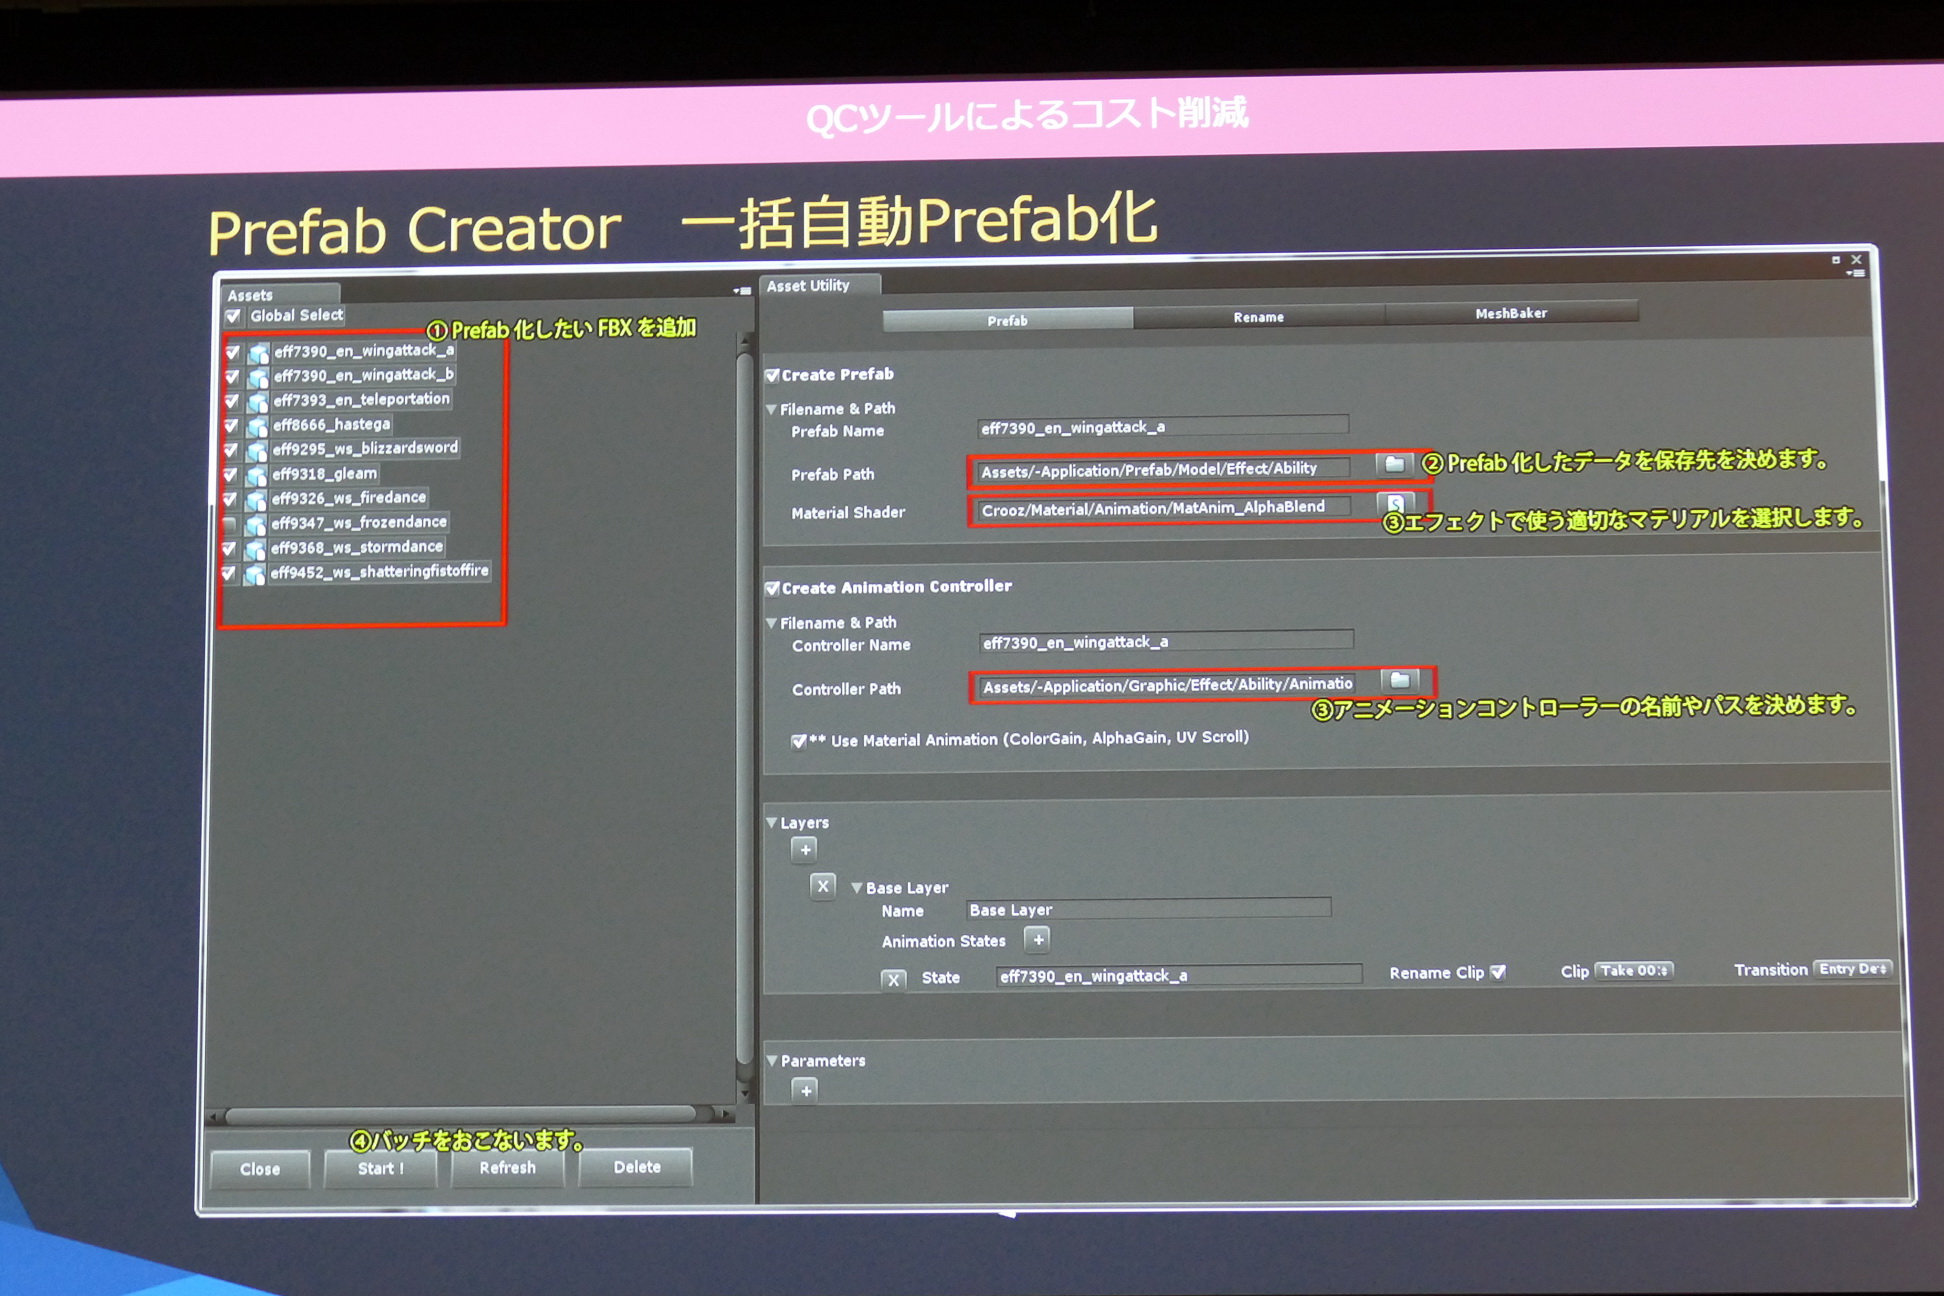 QCツールによるコスト削減
Prefab Creator　一括自動Prefab化
Assets
Global Select
①Prefab 化したい FBX を追加
eff7390_en_wingattack_a
eff7390_en_wingattack_b
eff7393_en_teleportation
eff8666_hastega
eff9295_ws_blizzardsword
eff9318_gleam
eff9326_ws_firedance
eff9347_ws_frozendance
eff9368_ws_stormdance
eff9452_ws_shatteringfistoffire
④バッチをおこないます。
Close Start ! Refresh Delete
Asset Utility
Prefab Rename MeshBaker
Create Prefab
Filename & Path
Prefab Name eff7390_en_wingattack_a
Prefab Path Assets/-Application/Prefab/Model/Effect/Ability
②Prefab 化したデータを保存先を決めます。
Material Shader Crooz/Material/Animation/MatAnim_AlphaBlend S
③エフェクトで使う適切なマテリアルを選択します。
Create Animation Controller
Filename & Path
Controller Name eff7390_en_wingattack_a
Controller Path Assets/-Application/Graphic/Effect/Ability/Animatio
③アニメーションコントローラーの名前やパスを決めます。
** Use Material Animation (ColorGain, AlphaGain, UV Scroll)
Layers
+
X Base Layer
Name Base Layer
Animation States +
X State eff7390_en_wingattack_a Rename Clip Clip Take 00 Transition Entry De
Parameters
+